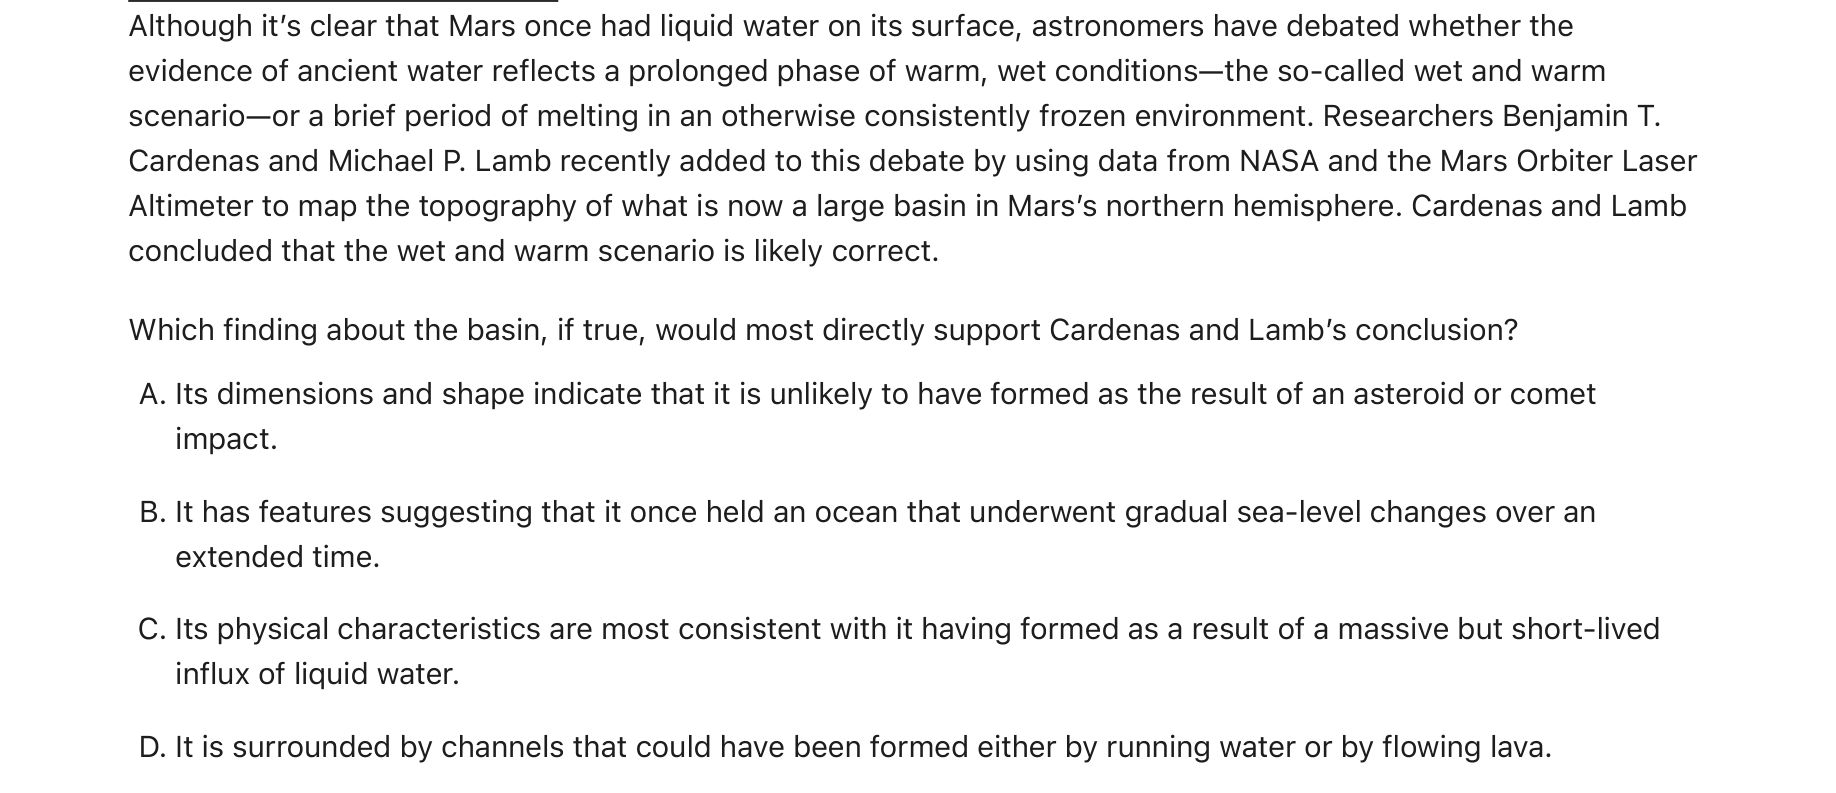 Although it’s clear that Mars once had liquid water on its surface, astronomers have debated whether the
evidence of ancient water reflects a prolonged phase of warm, wet conditions—the so-called wet and warm
scenario—or a brief period of melting in an otherwise consistently frozen environment. Researchers Benjamin T.
Cardenas and Michael P. Lamb recently added to this debate by using data from NASA and the Mars Orbiter Laser
Altimeter to map the topography of what is now a large basin in Mars’s northern hemisphere. Cardenas and Lamb
concluded that the wet and warm scenario is likely correct.
Which finding about the basin, if true, would most directly support Cardenas and Lamb’s conclusion?
A. Its dimensions and shape indicate that it is unlikely to have formed as the result of an asteroid or comet
impact.
B. It has features suggesting that it once held an ocean that underwent gradual sea-level changes over an
extended time.
C. Its physical characteristics are most consistent with it having formed as a result of a massive but short-lived
influx of liquid water.
D. It is surrounded by channels that could have been formed either by running water or by flowing lava.